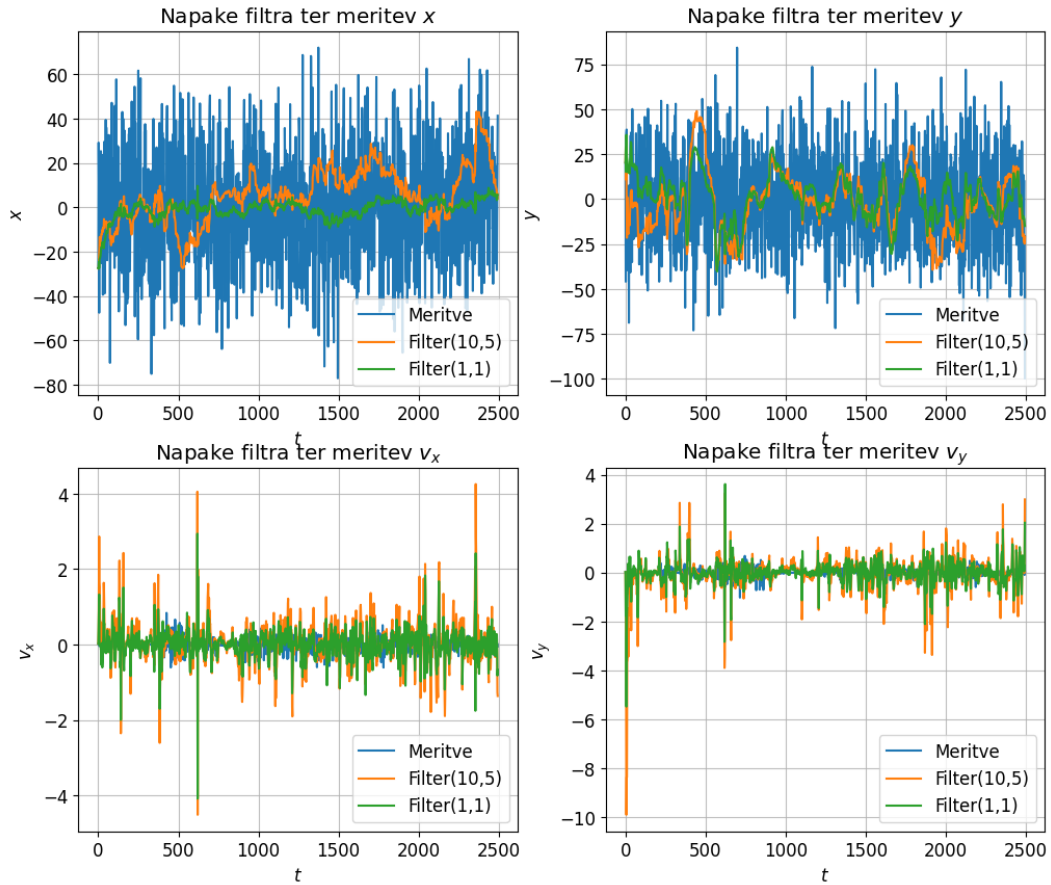 Napake filtra ter meritev x
x
60
40
20
0
−20
−40
−60
−80
0
500
1000
1500
2000
2500
t
Meritve
Filter(10,5)
Filter(1,1)
Napake filtra ter meritev y
y
75
50
25
0
−25
−50
−75
−100
0
500
1000
1500
2000
2500
t
Meritve
Filter(10,5)
Filter(1,1)
Napake filtra ter meritev vₓ
vₓ
4
2
0
−2
−4
0
500
1000
1500
2000
2500
t
Meritve
Filter(10,5)
Filter(1,1)
Napake filtra ter meritev v_y
v_y
4
2
0
−2
−4
−6
−8
−10
0
500
1000
1500
2000
2500
t
Meritve
Filter(10,5)
Filter(1,1)